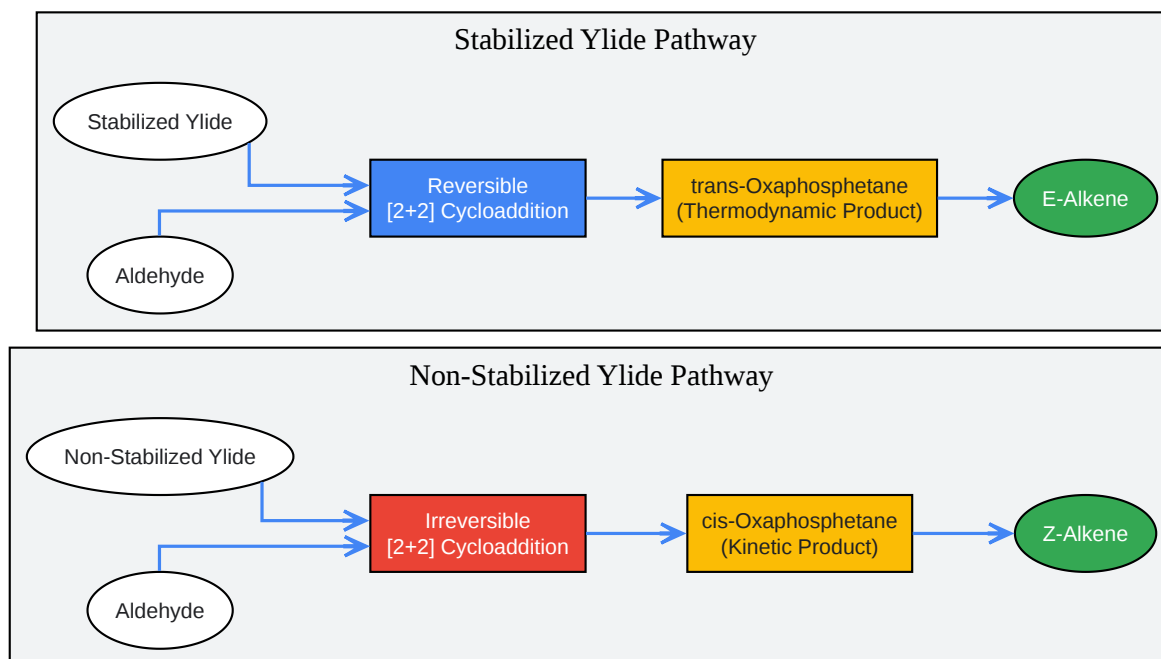 Stabilized Ylide Pathway
Stabilized Ylide
Aldehyde
Reversible
[2+2] Cycloaddition
trans-Oxaphosphetane
(Thermodynamic Product)
E-Alkene
Non-Stabilized Ylide Pathway
Non-Stabilized Ylide
Aldehyde
Irreversible
[2+2] Cycloaddition
cis-Oxaphosphetane
(Kinetic Product)
Z-Alkene